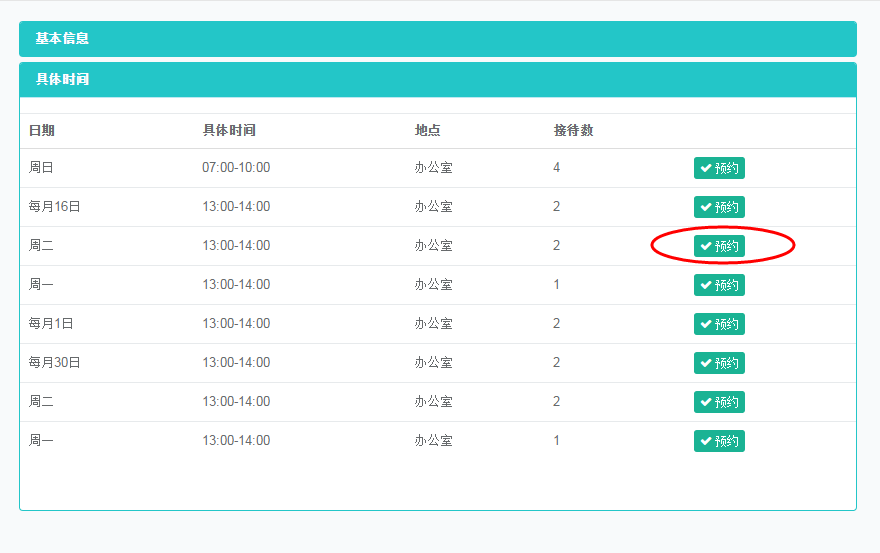 基本信息
具体时间
日期 具体时间 地点 接待数
周日 07:00-10:00 办公室 4 预约
每月16日 13:00-14:00 办公室 2 预约
周二 13:00-14:00 办公室 2 预约
周一 13:00-14:00 办公室 1 预约
每月1日 13:00-14:00 办公室 2 预约
每月30日 13:00-14:00 办公室 2 预约
周二 13:00-14:00 办公室 2 预约
周一 13:00-14:00 办公室 1 预约